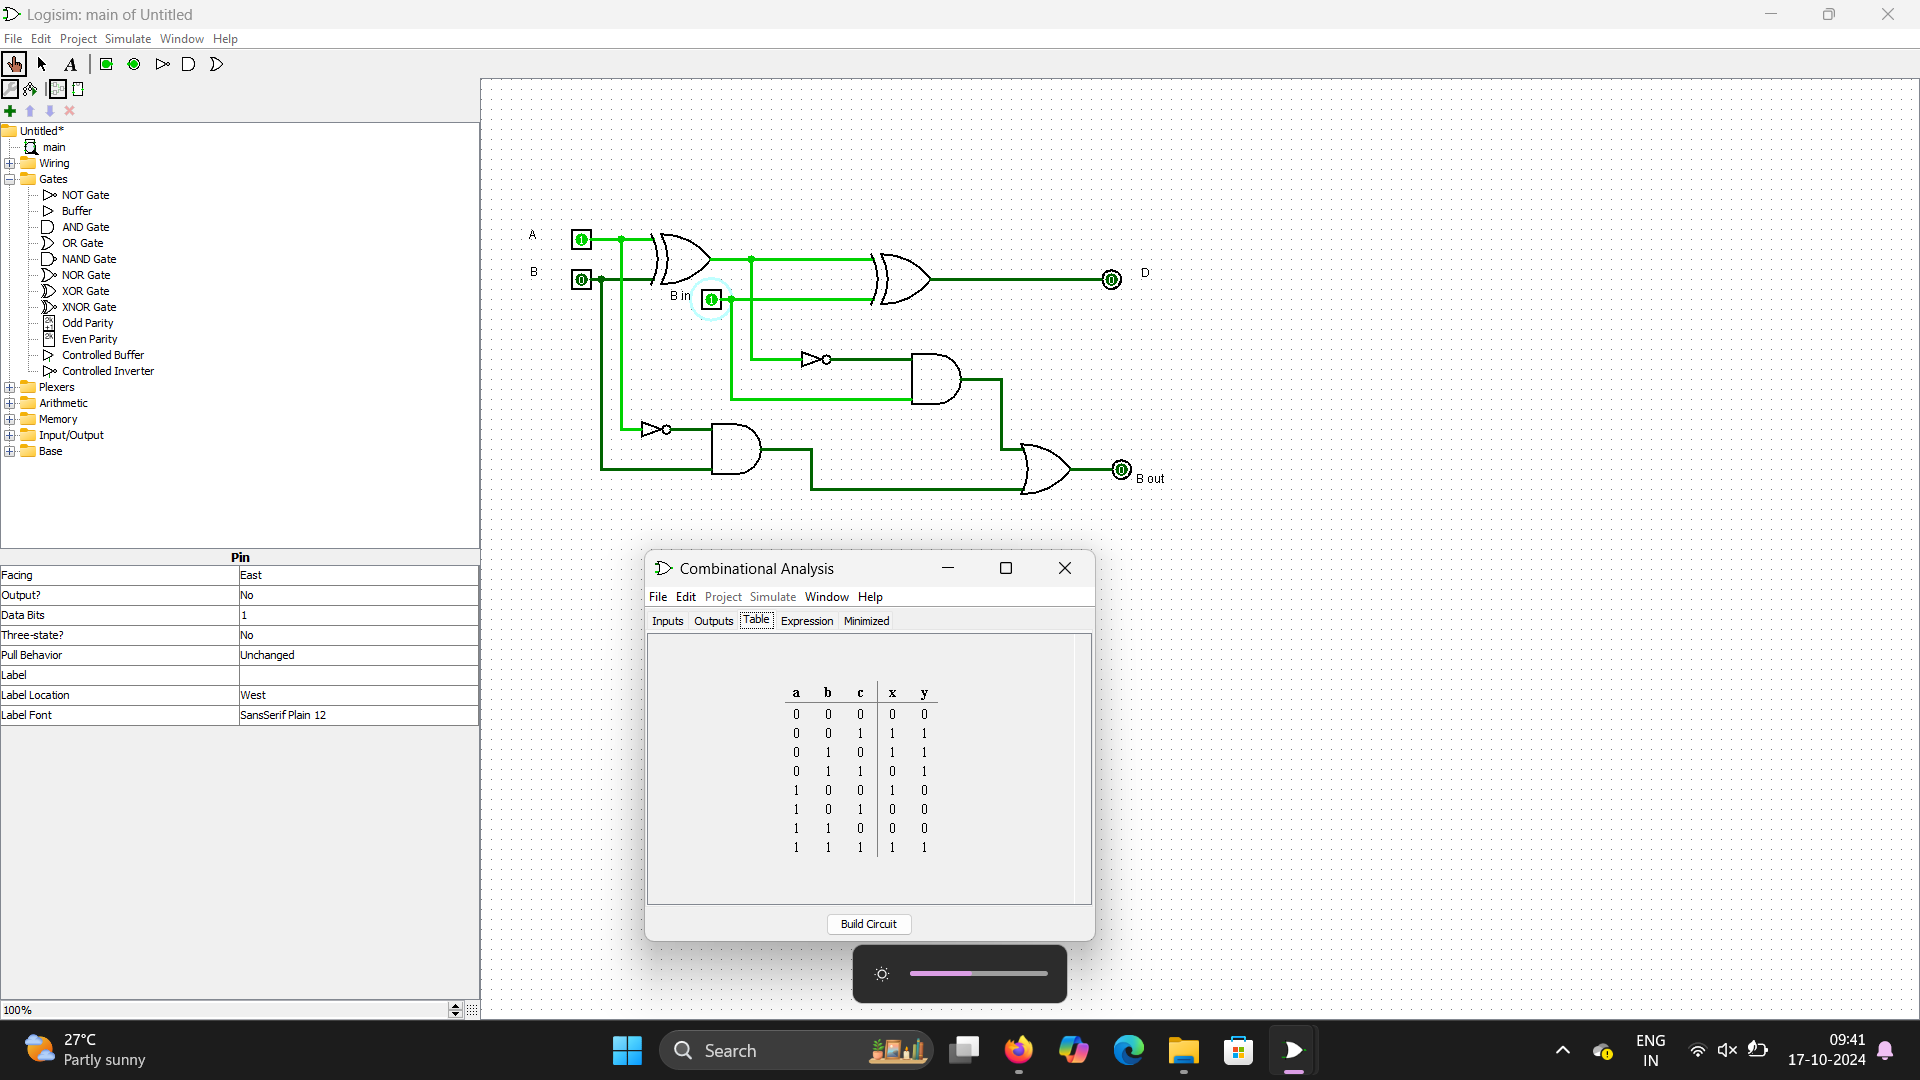 Logisim: main of Untitled
File Edit Project Simulate Window Help
A
Untitled*
main
Wiring
Gates
NOT Gate
Buffer
AND Gate
OR Gate
NAND Gate
NOR Gate
XOR Gate
XNOR Gate
Odd Parity
Even Parity
Controlled Buffer
Controlled Inverter
Plexers
Arithmetic
Memory
Input/Output
Base
Pin
Facing East
Output? No
Data Bits 1
Three-state? No
Pull Behavior Unchanged
Label
Label Location West
Label Font SansSerif Plain 12
100%
A 1
B 0
B in 1
0 D
0 B out
Combinational Analysis
File Edit Project Simulate Window Help
Inputs Outputs Table Expression Minimized
a b c x y
0 0 0 0 0
0 0 1 1 1
0 1 0 1 1
0 1 1 0 1
1 0 0 1 0
1 0 1 0 0
1 1 0 0 0
1 1 1 1 1
Build Circuit
27°C
Partly sunny
Search
ENG
IN
09:41
17-10-2024